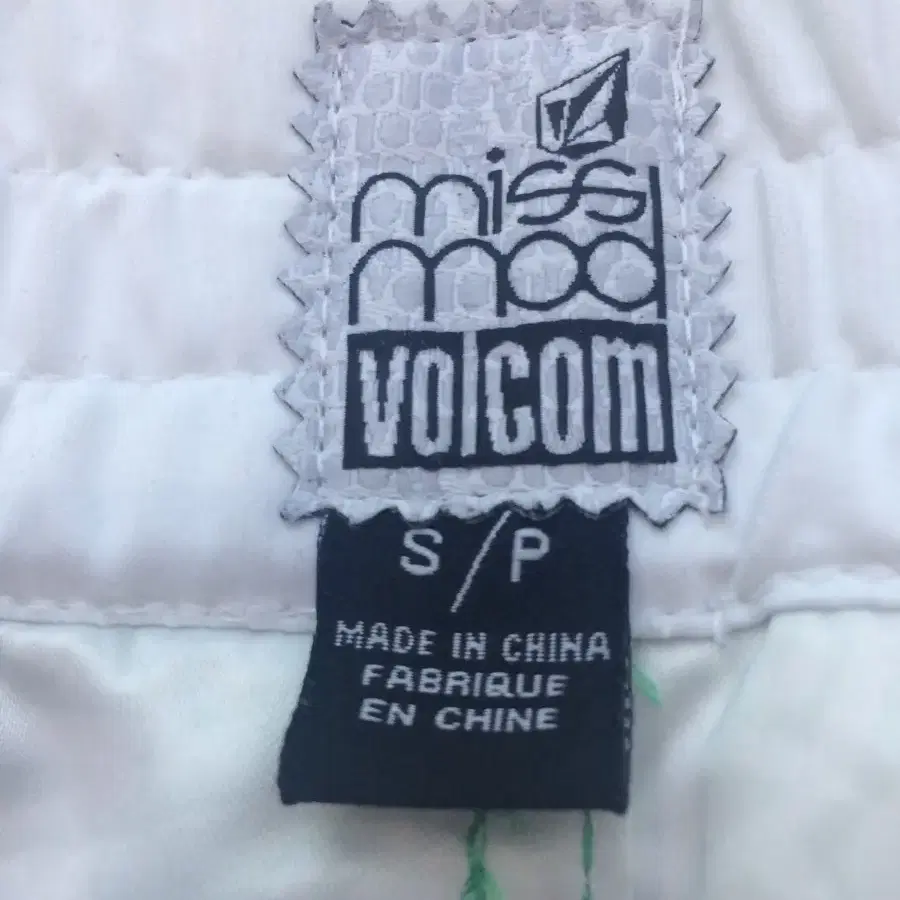 miss
mod
VOLCOM
S/P
MADE IN CHINA
FABRIQUE
EN CHINE